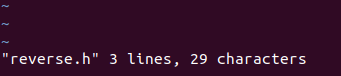 ~
~
~
"reverse.h" 3 lines, 29 characters